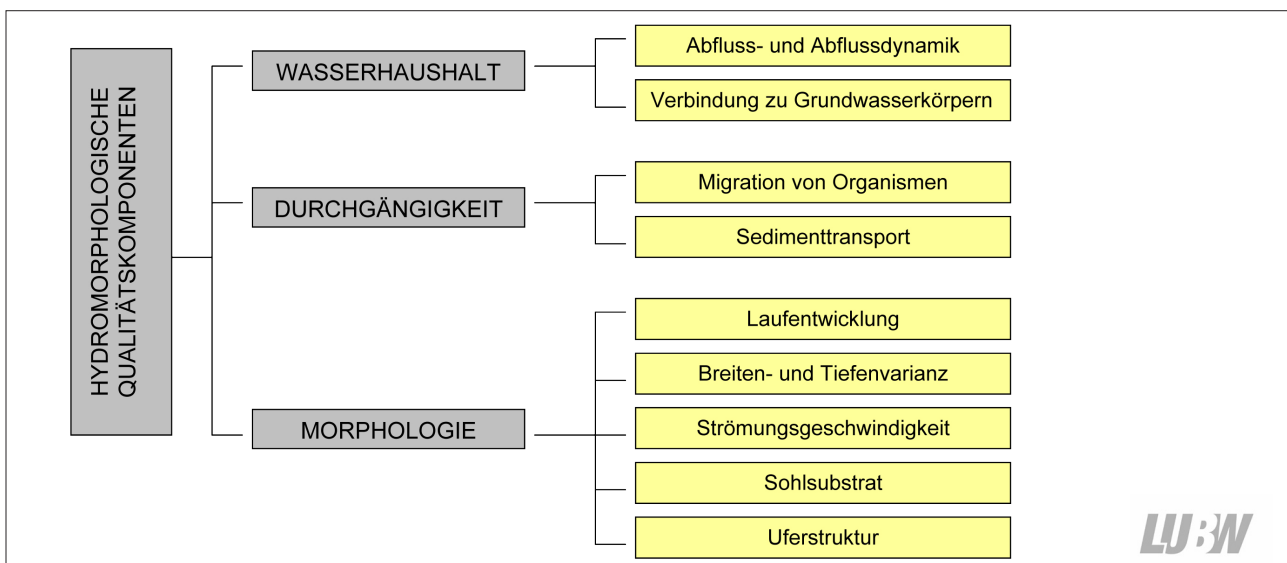 HYDROMORPHOLOGISCHE
QUALITÄTSKOMPONENTEN
WASSERHAUSHALT
Abfluss- und Abflussdynamik
Verbindung zu Grundwasserkörpern
DURCHGÄNGIGKEIT
Migration von Organismen
Sedimenttransport
MORPHOLOGIE
Laufentwicklung
Breiten- und Tiefenvarianz
Strömungsgeschwindigkeit
Sohlsubstrat
Uferstruktur
LUBW